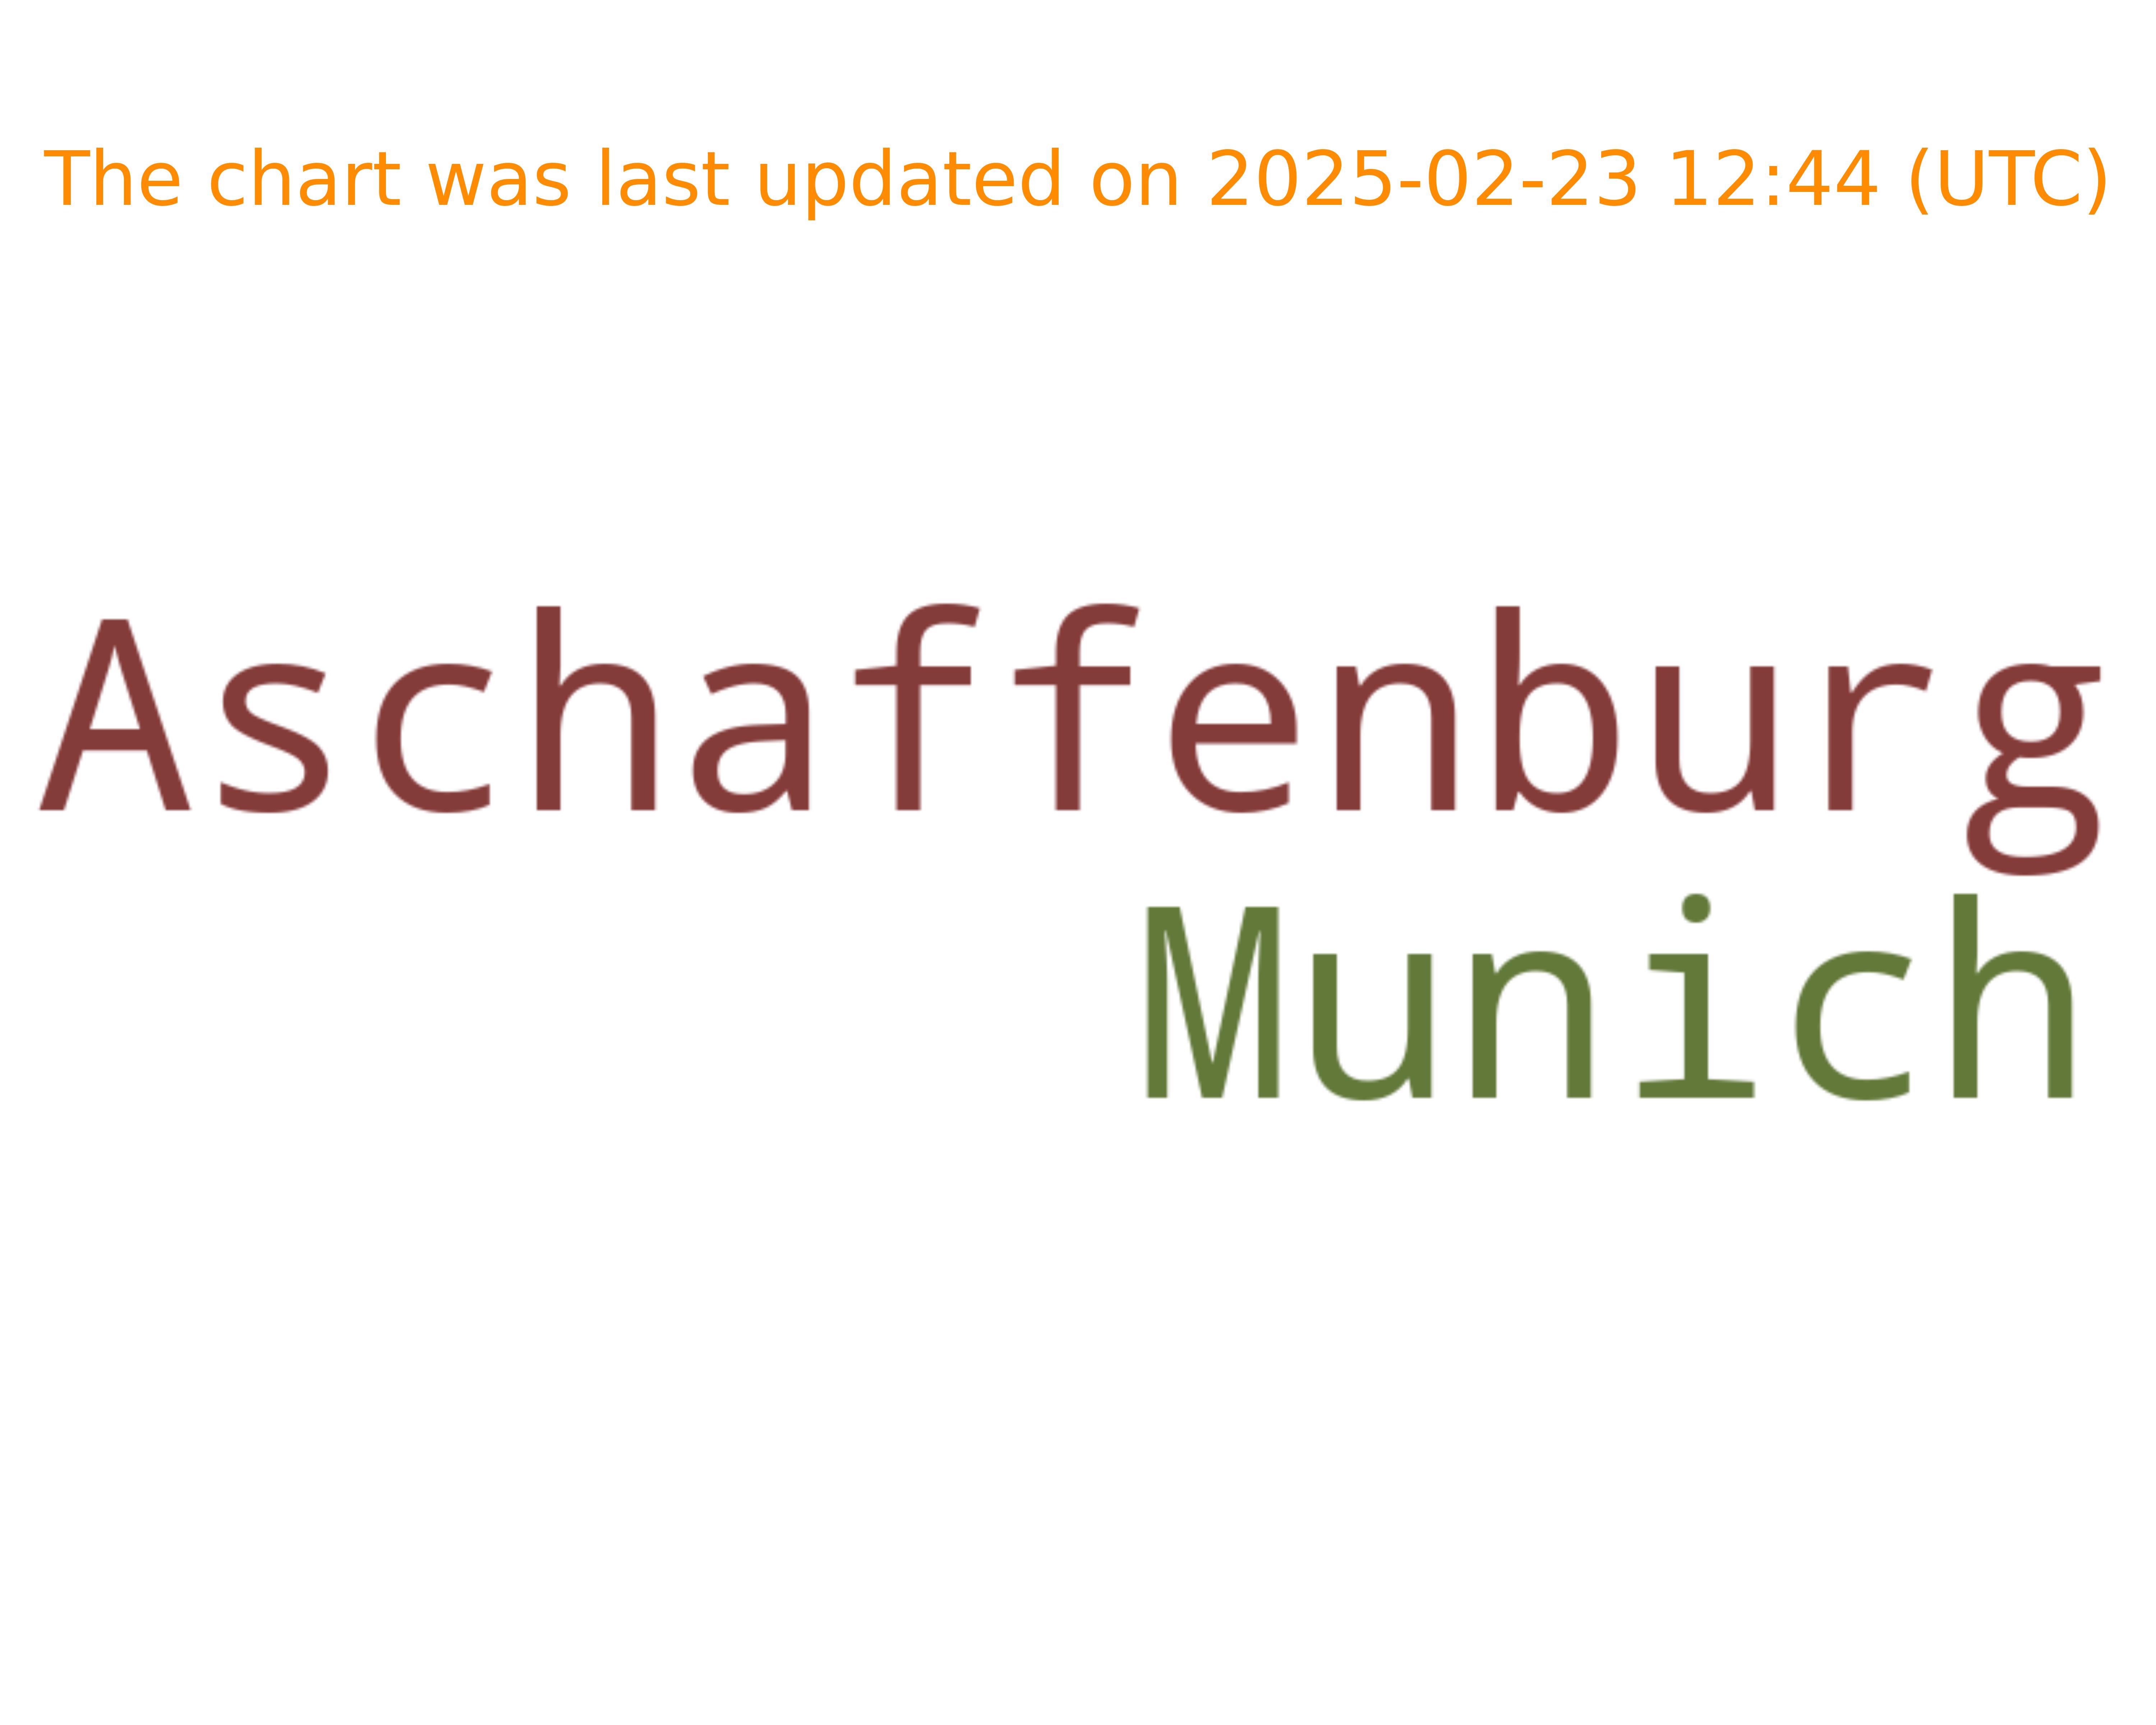 The chart was last updated on 2025-02-23 12:44 (UTC)
Aschaffenburg
Munich